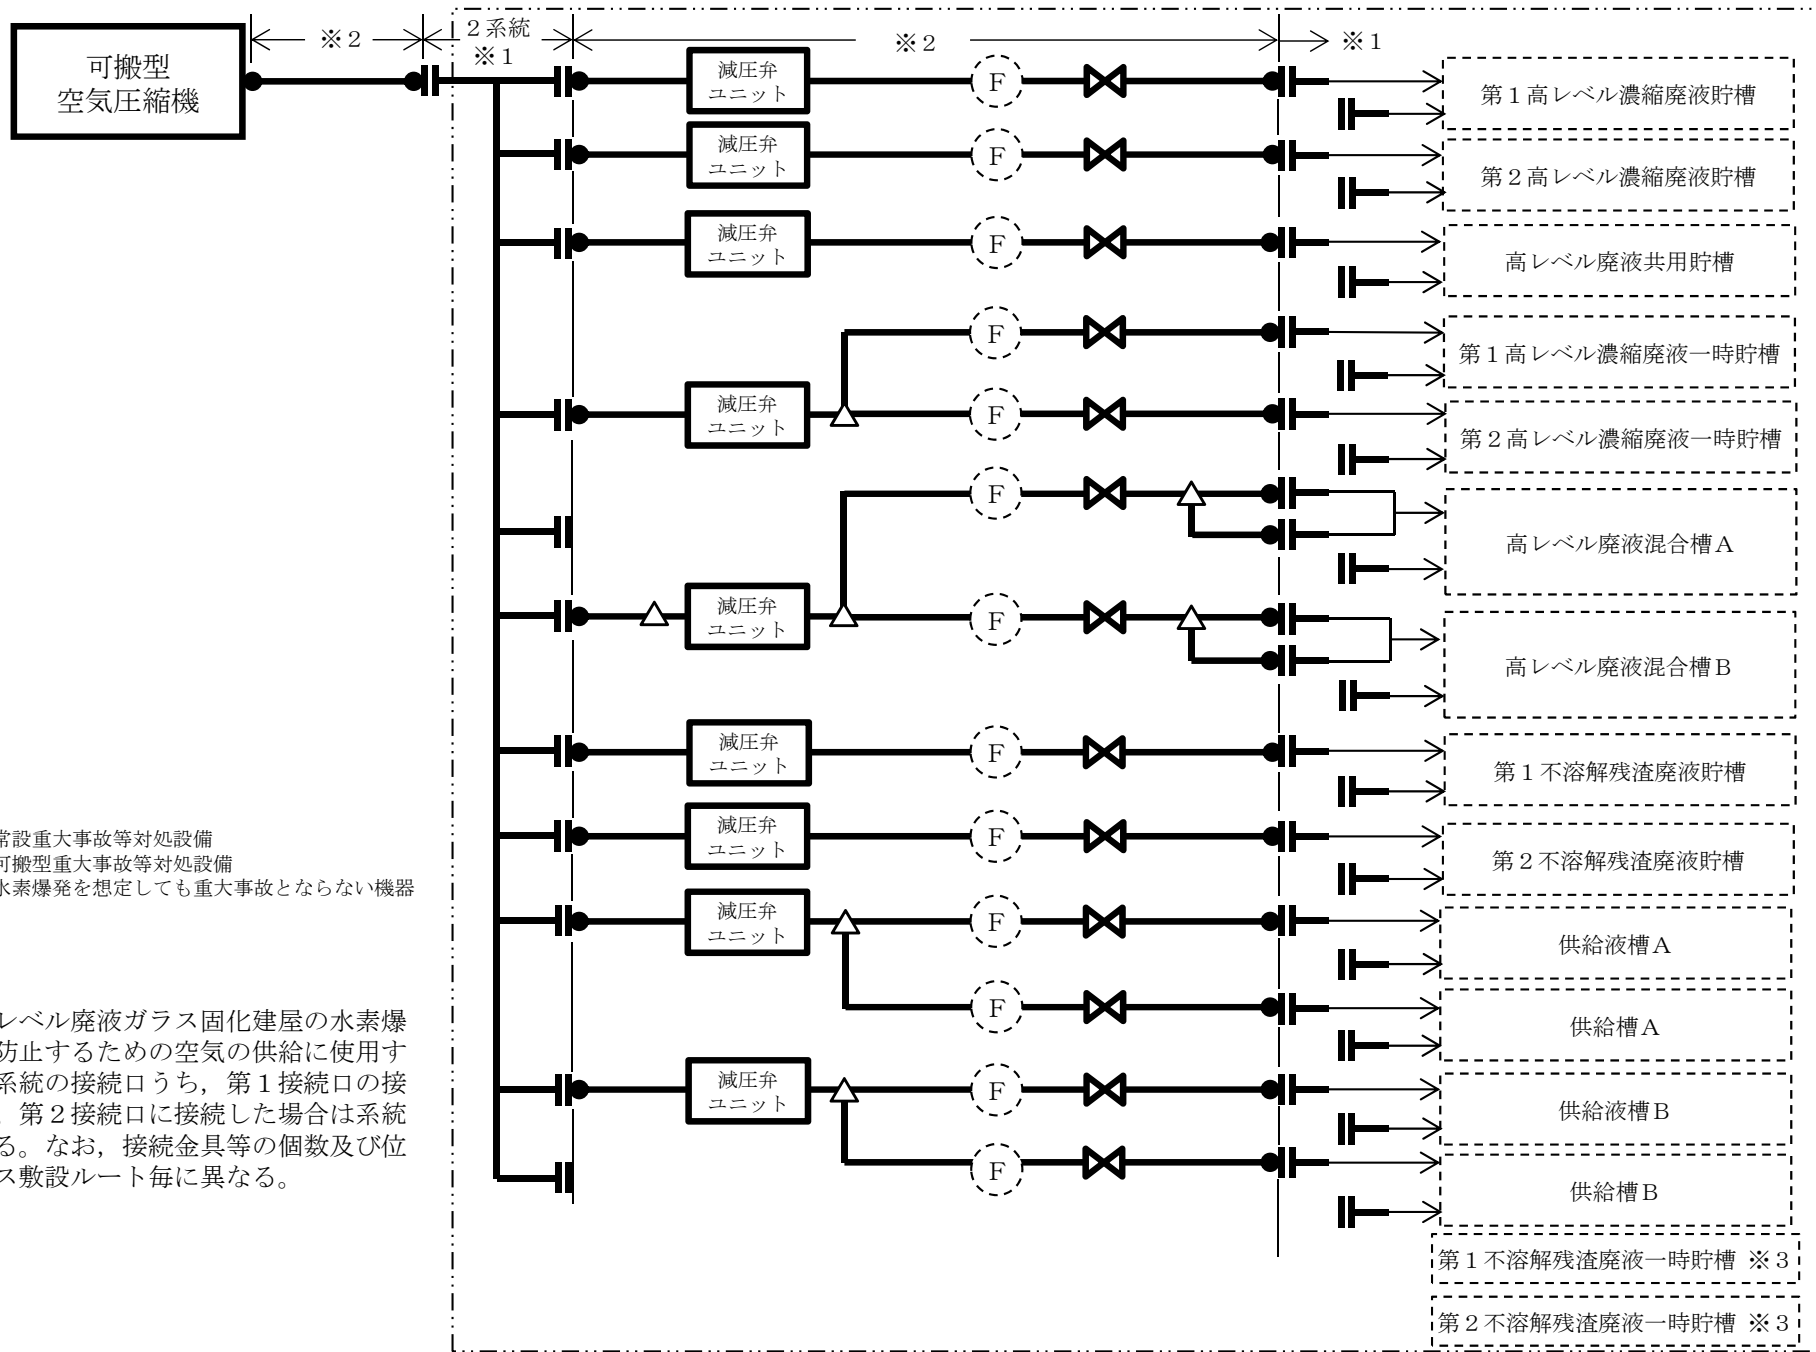 可搬型
空気圧縮機
※2
2系統
※1
※2
※1
減圧弁
ユニット
F
第1高レベル濃縮廃液貯槽
減圧弁
ユニット
F
第2高レベル濃縮廃液貯槽
減圧弁
ユニット
F
高レベル廃液共用貯槽
F
第1高レベル濃縮廃液一時貯槽
減圧弁
ユニット
F
第2高レベル濃縮廃液一時貯槽
F
高レベル廃液混合槽A
減圧弁
ユニット
F
高レベル廃液混合槽B
減圧弁
ユニット
F
第1不溶解残渣廃液貯槽
減圧弁
ユニット
F
第2不溶解残渣廃液貯槽
減圧弁
ユニット
F
供給液槽A
F
供給槽A
減圧弁
ユニット
F
供給液槽B
F
供給槽B
第1不溶解残渣廃液一時貯槽 ※3
第2不溶解残渣廃液一時貯槽 ※3
常設重大事故等対処設備
可搬型重大事故等対処設備
水素爆発を想定しても重大事故とならない機器
レベル廃液ガラス固化建屋の水素爆
防止するための空気の供給に使用す
系統の接続口うち，第1接続口の接
第2接続口に接続した場合は系統
る。なお，接続金具等の個数及び位
ス敷設ルート毎に異なる。